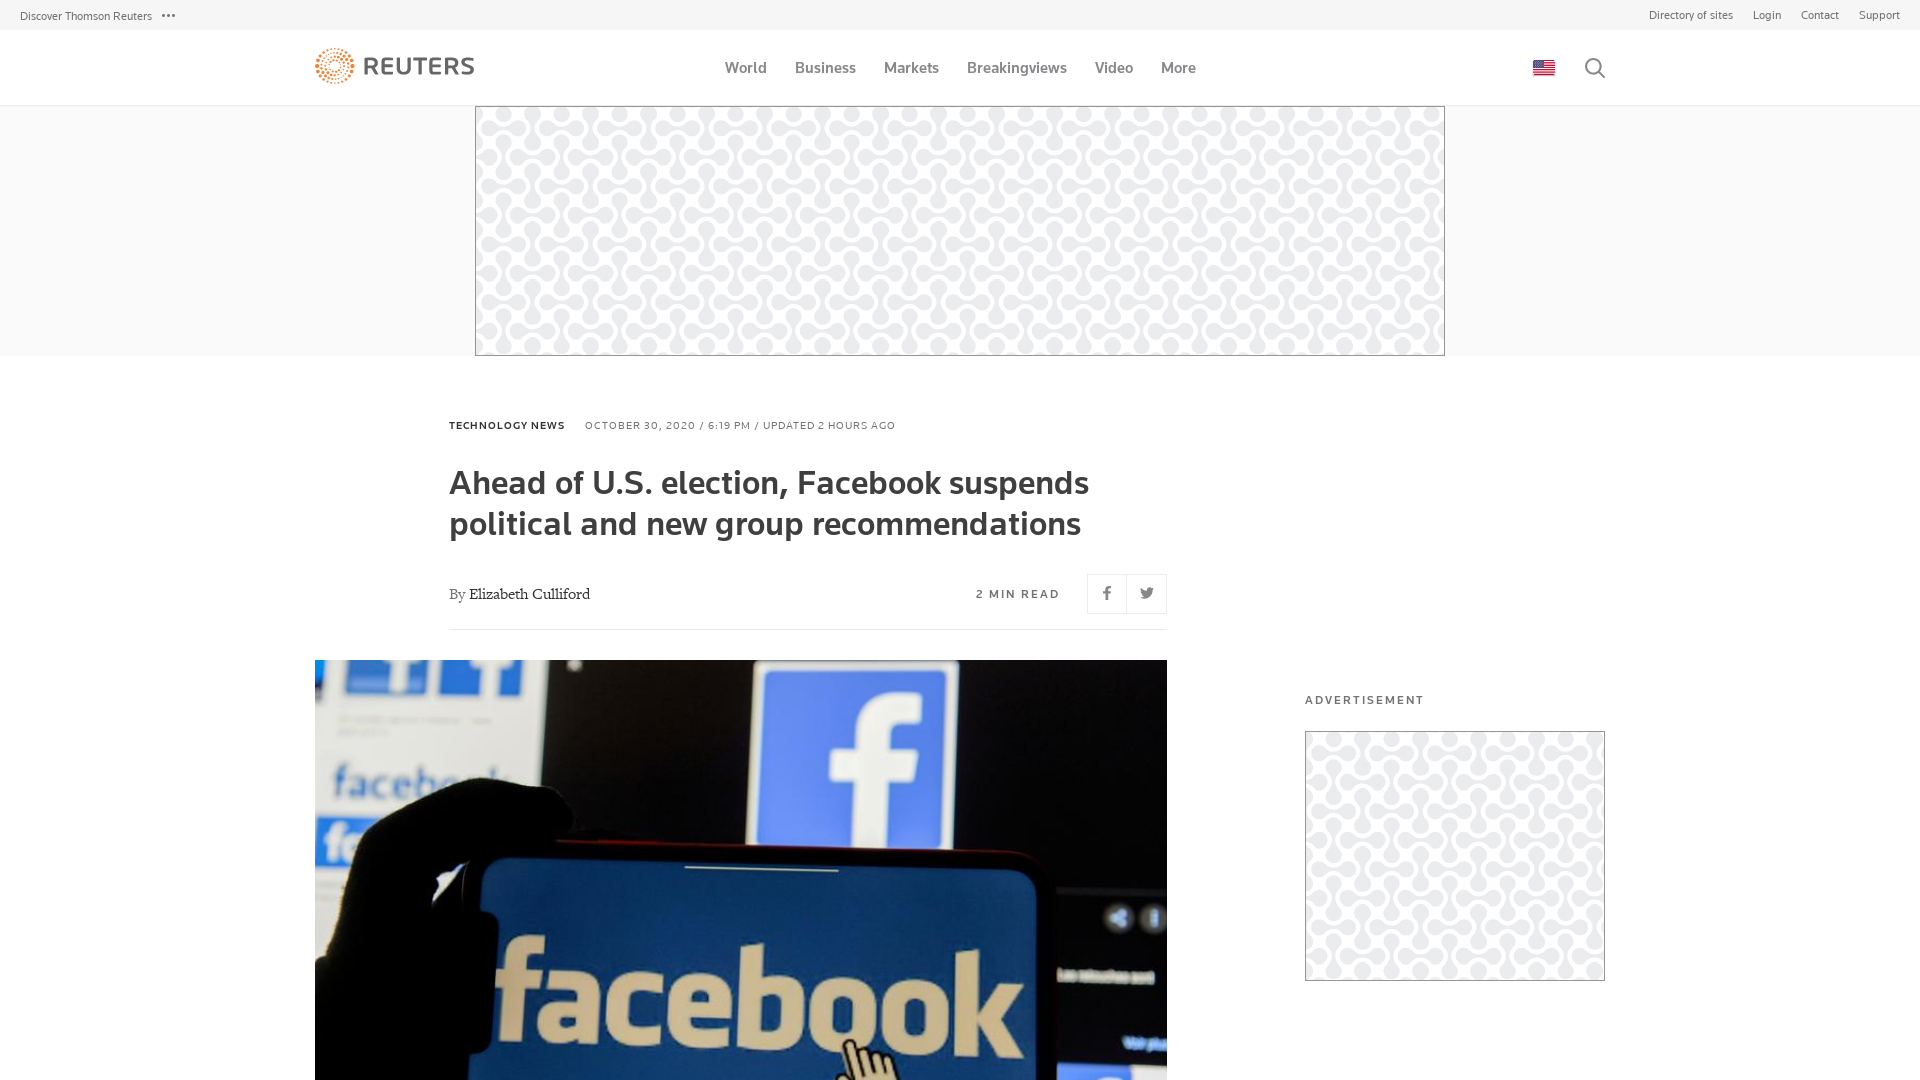 Discover Thomson Reuters
Directory of sites Login Contact Support
REUTERS
World Business Markets Breakingviews Video More
TECHNOLOGY NEWS OCTOBER 30, 2020 / 6:19 PM / UPDATED 2 HOURS AGO
Ahead of U.S. election, Facebook suspends
political and new group recommendations
By Elizabeth Culliford
2 MIN READ
ADVERTISEMENT
facebook
facebook